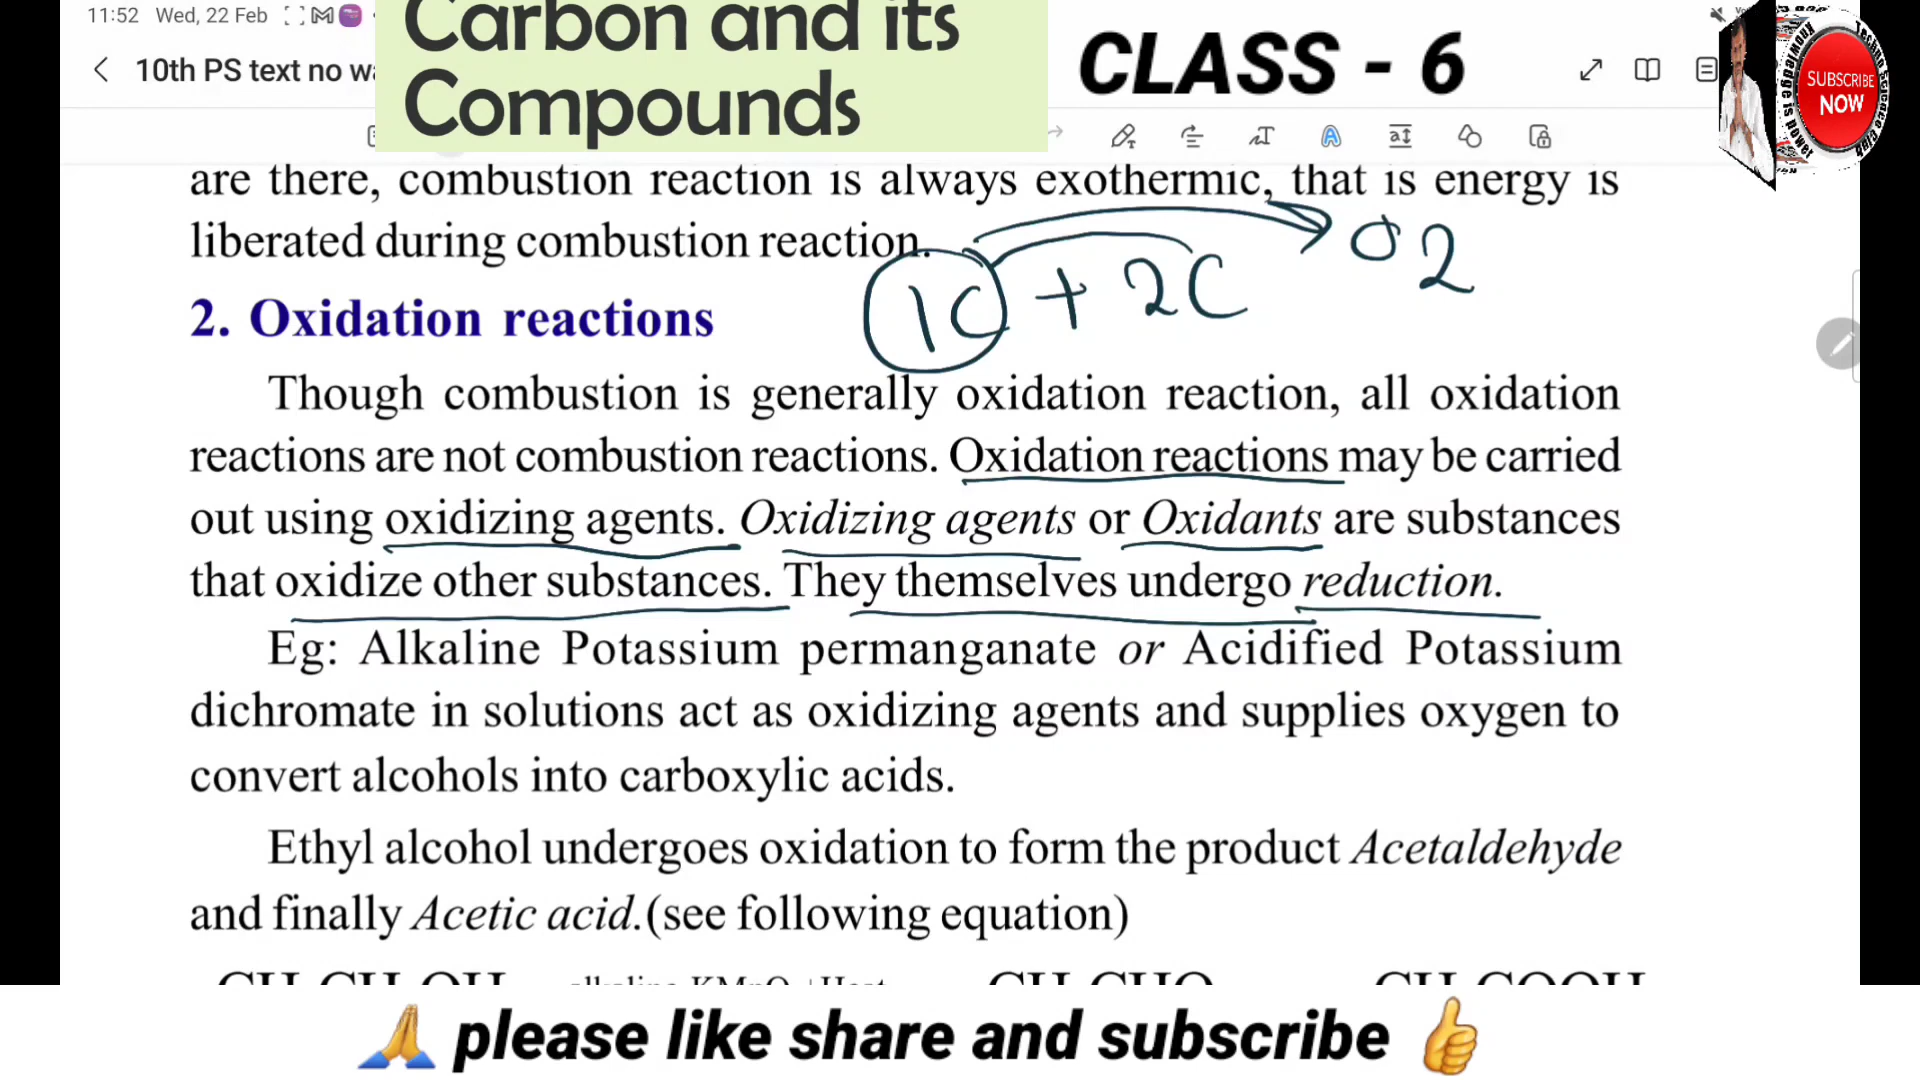 11:52 Wed, 22 Feb
Carbon and its
Compounds
CLASS - 6
10th PS text no wa
SUBSCRIBE
NOW
Knowledge is power
are there, combustion reaction is always exothermic, that is energy is
liberated during combustion reaction.
1C + 2C O2
2. Oxidation reactions
Though combustion is generally oxidation reaction, all oxidation
reactions are not combustion reactions. Oxidation reactions may be carried
out using oxidizing agents. Oxidizing agents or Oxidants are substances
that oxidize other substances. They themselves undergo reduction.
Eg: Alkaline Potassium permanganate or Acidified Potassium
dichromate in solutions act as oxidizing agents and supplies oxygen to
convert alcohols into carboxylic acids.
Ethyl alcohol undergoes oxidation to form the product Acetaldehyde
and finally Acetic acid.(see following equation)
🙏 please like share and subscribe 👍